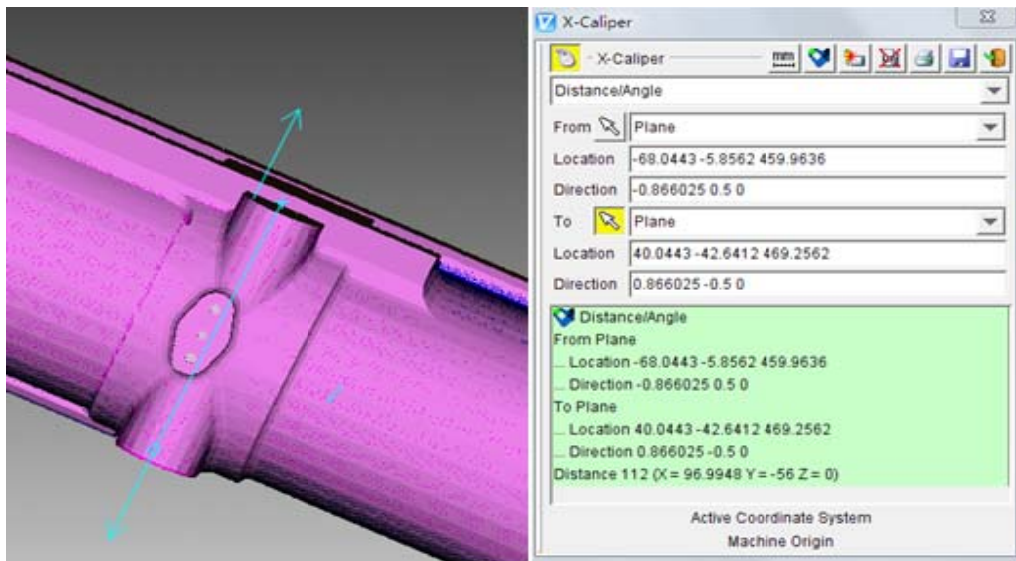 X-Caliper
X-Caliper
mm
Distance/Angle
From Plane
Location -68.0443 -5.8562 459.9636
Direction -0.866025 0.5 0
To Plane
Location 40.0443 -42.6412 469.2562
Direction 0.866025 -0.5 0
Distance/Angle
From Plane
... Location -68.0443 -5.8562 459.9636
... Direction -0.866025 0.5 0
To Plane
... Location 40.0443 -42.6412 469.2562
... Direction 0.866025 -0.5 0
Distance 112 (X = 96.9948 Y = -56 Z = 0)
Active Coordinate System
Machine Origin